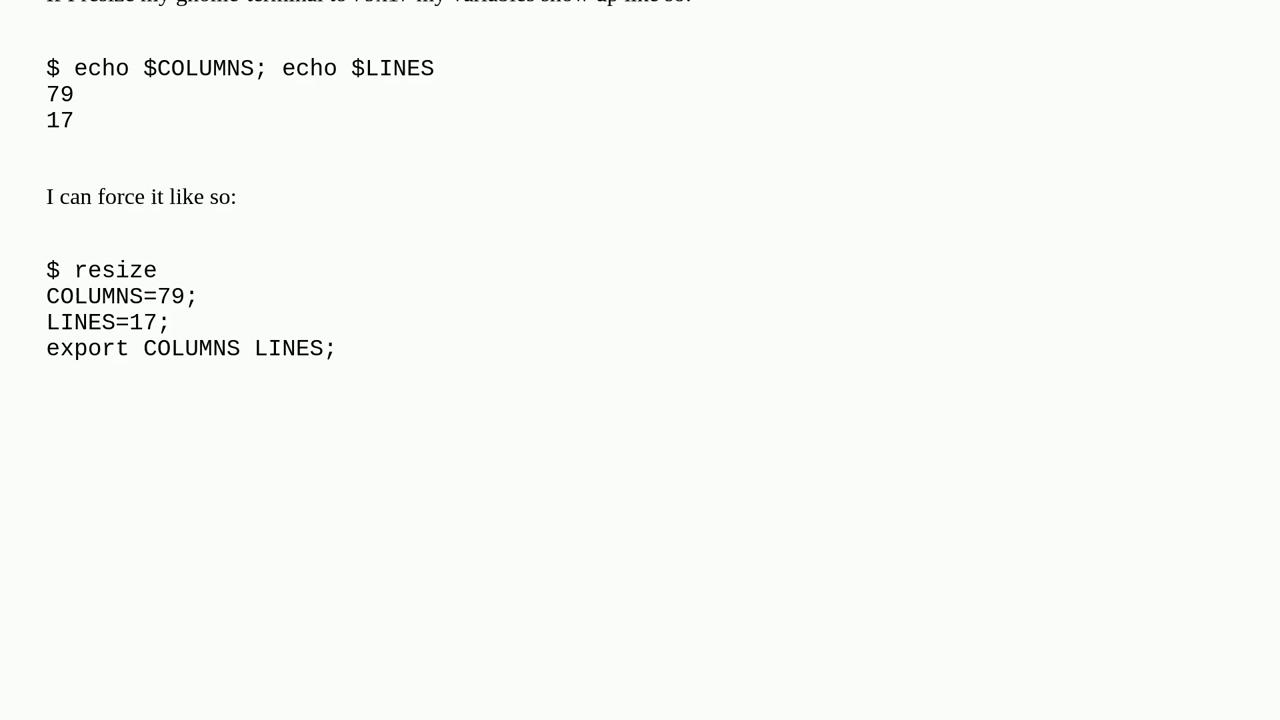 $ echo $COLUMNS; echo $LINES
79
17
I can force it like so:
$ resize
COLUMNS=79;
LINES=17;
export COLUMNS LINES;